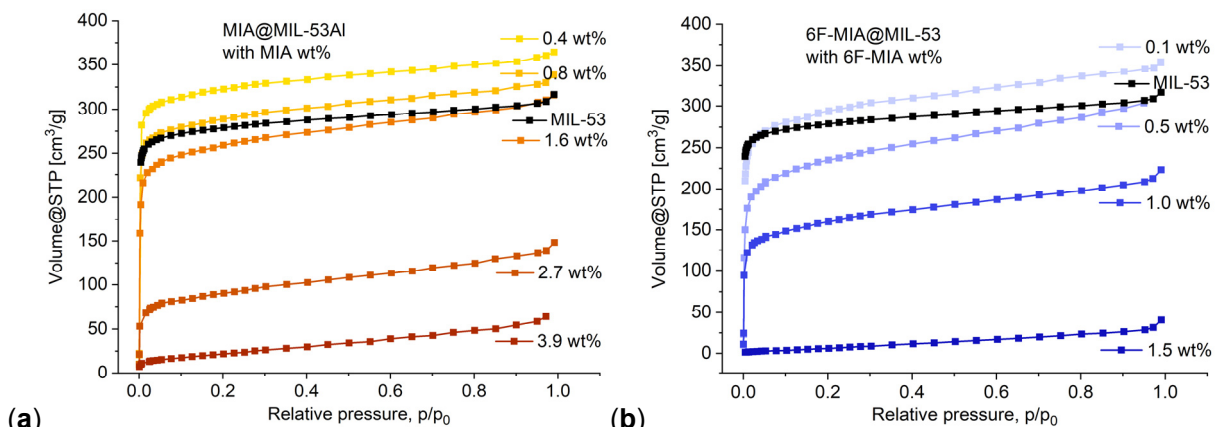 MIA@MIL-53Al
with MIA wt%
0.4 wt%
0.8 wt%
MIL-53
1.6 wt%
2.7 wt%
3.9 wt%
400
350
300
250
200
150
100
50
0
Volume@STP [cm³/g]
0.0 0.2 0.4 0.6 0.8 1.0
Relative pressure, p/p₀
(a)
6F-MIA@MIL-53
with 6F-MIA wt%
0.1 wt%
MIL-53
0.5 wt%
1.0 wt%
1.5 wt%
400
350
300
250
200
150
100
50
0
Volume@STP [cm³/g]
0.0 0.2 0.4 0.6 0.8 1.0
Relative pressure, p/p₀
(b)